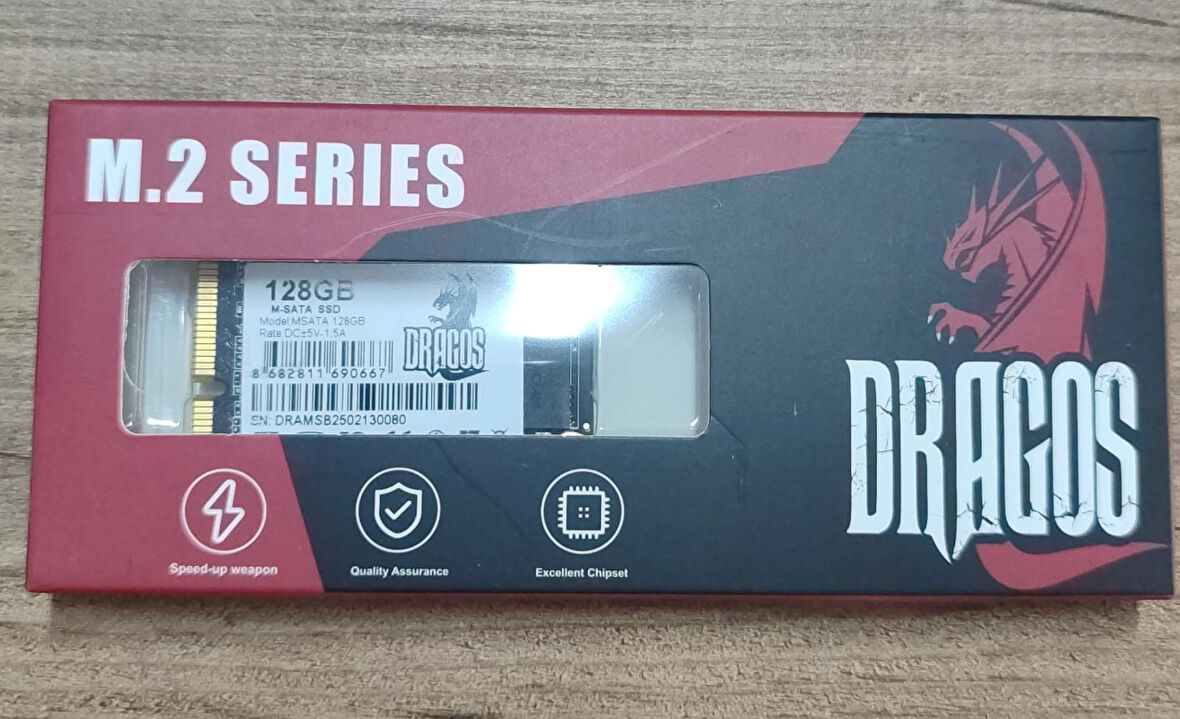 M.2 SERIES
128GB
M-SATA SSD
Model:MSATA 128GB
Rate:DC±5V-1.5A
DRAGOS
8 682811 690667
SN: DRAMSB2502130080
DRAGOS
Speed-up weapon
Quality Assurance
Excellent Chipset